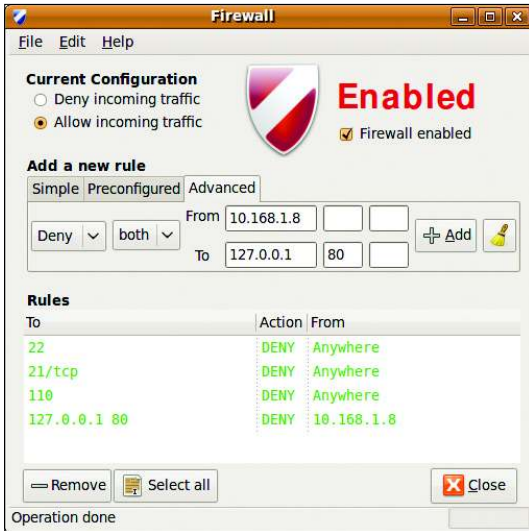 Firewall
File Edit Help
Current Configuration
Deny incoming traffic
Allow incoming traffic
Enabled
Firewall enabled
Add a new rule
Simple Preconfigured Advanced
Deny both From 10.168.1.8
To 127.0.0.1 80
Add
Rules
To Action From
22 DENY Anywhere
21/tcp DENY Anywhere
110 DENY Anywhere
127.0.0.1 80 DENY 10.168.1.8
Remove Select all Close
Operation done